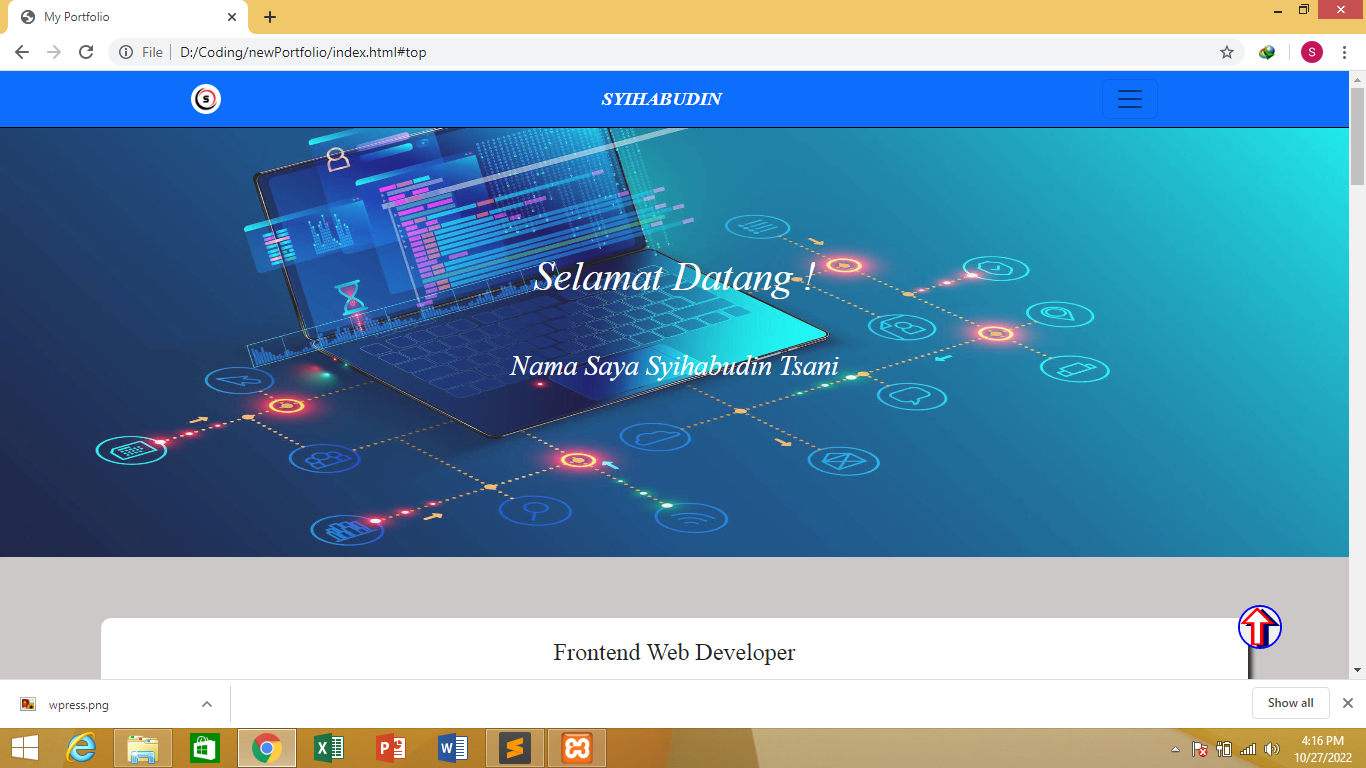 My Portfolio
File
D:/Coding/newPortfolio/index.html#top
S
S
SYIHABUDIN
Selamat Datang !
Nama Saya Syihabudin Tsani
Frontend Web Developer
wpress.png
Show all
4:16 PM
10/27/2022